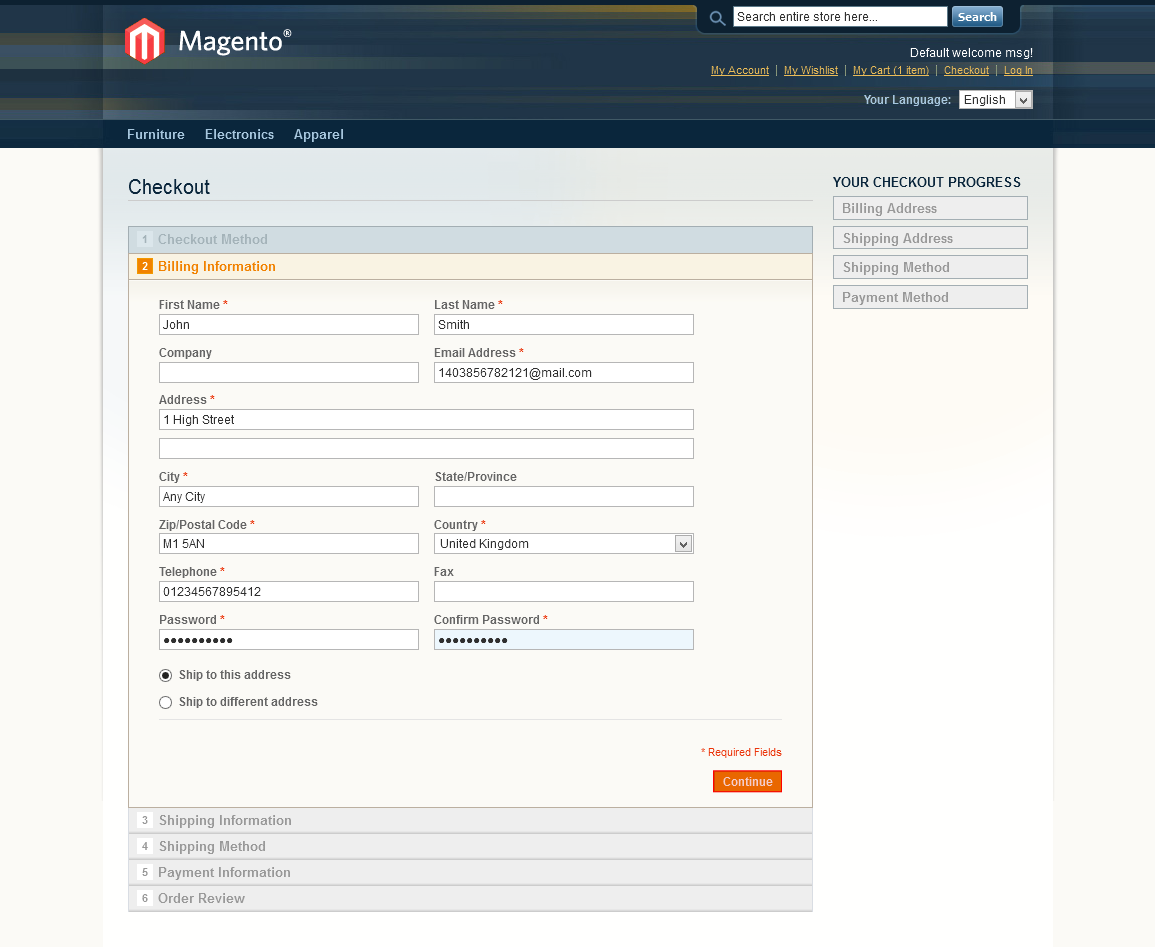 Search entire store here...
Search
Magento®
Default welcome msg!
My Account | My Wishlist | My Cart (1 item) | Checkout | Log In
Your Language: English
Furniture Electronics Apparel
Checkout
1 Checkout Method
2 Billing Information
First Name * Last Name *
John Smith
Company Email Address *
1403856782121@mail.com
Address *
1 High Street
City * State/Province
Any City
Zip/Postal Code * Country *
M1 5AN United Kingdom
Telephone * Fax
01234567895412
Password * Confirm Password *
•••••••••• ••••••••••
Ship to this address
Ship to different address
* Required Fields
Continue
3 Shipping Information
4 Shipping Method
5 Payment Information
6 Order Review
YOUR CHECKOUT PROGRESS
Billing Address
Shipping Address
Shipping Method
Payment Method